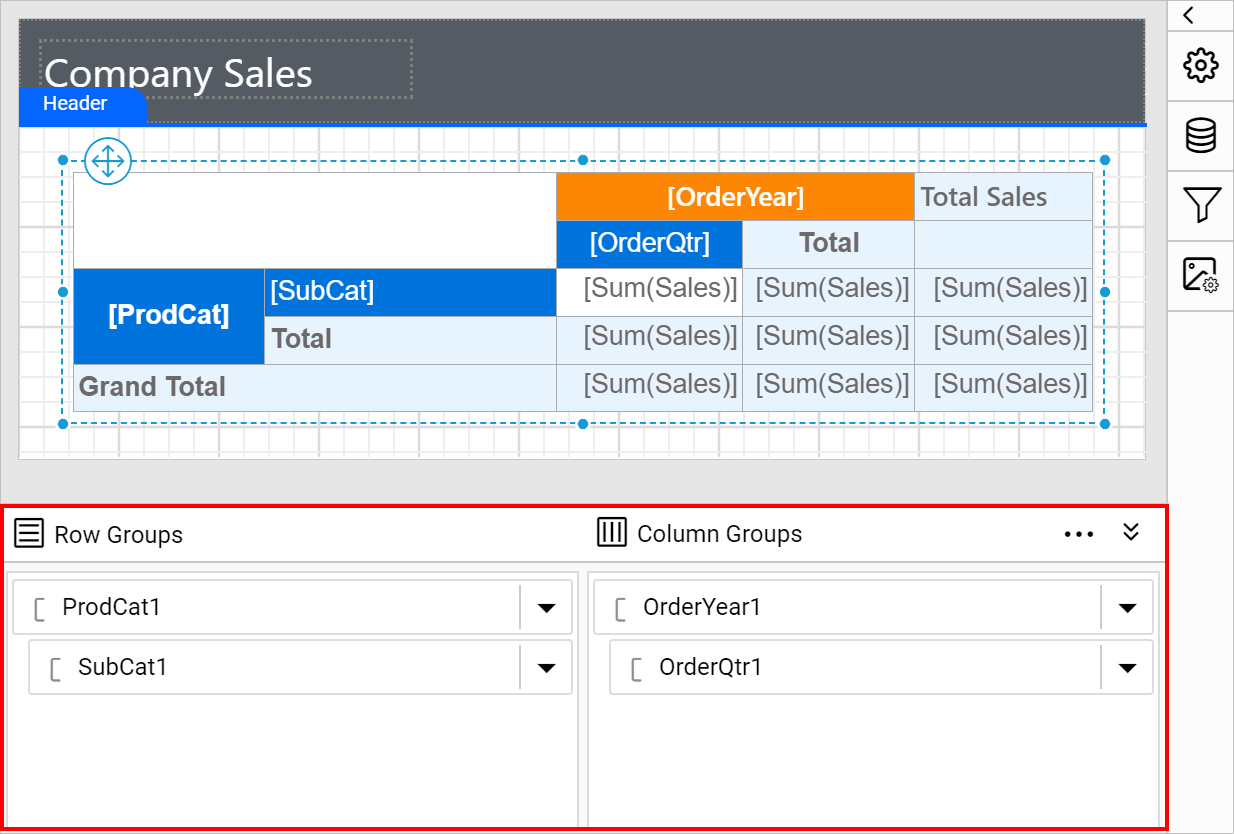 Company Sales
Header
[OrderYear] Total Sales
[OrderQtr] Total
[ProdCat] [SubCat] [Sum(Sales)] [Sum(Sales)] [Sum(Sales)]
Total [Sum(Sales)] [Sum(Sales)] [Sum(Sales)]
Grand Total [Sum(Sales)] [Sum(Sales)] [Sum(Sales)]
Row Groups Column Groups
ProdCat1 OrderYear1
SubCat1 OrderQtr1